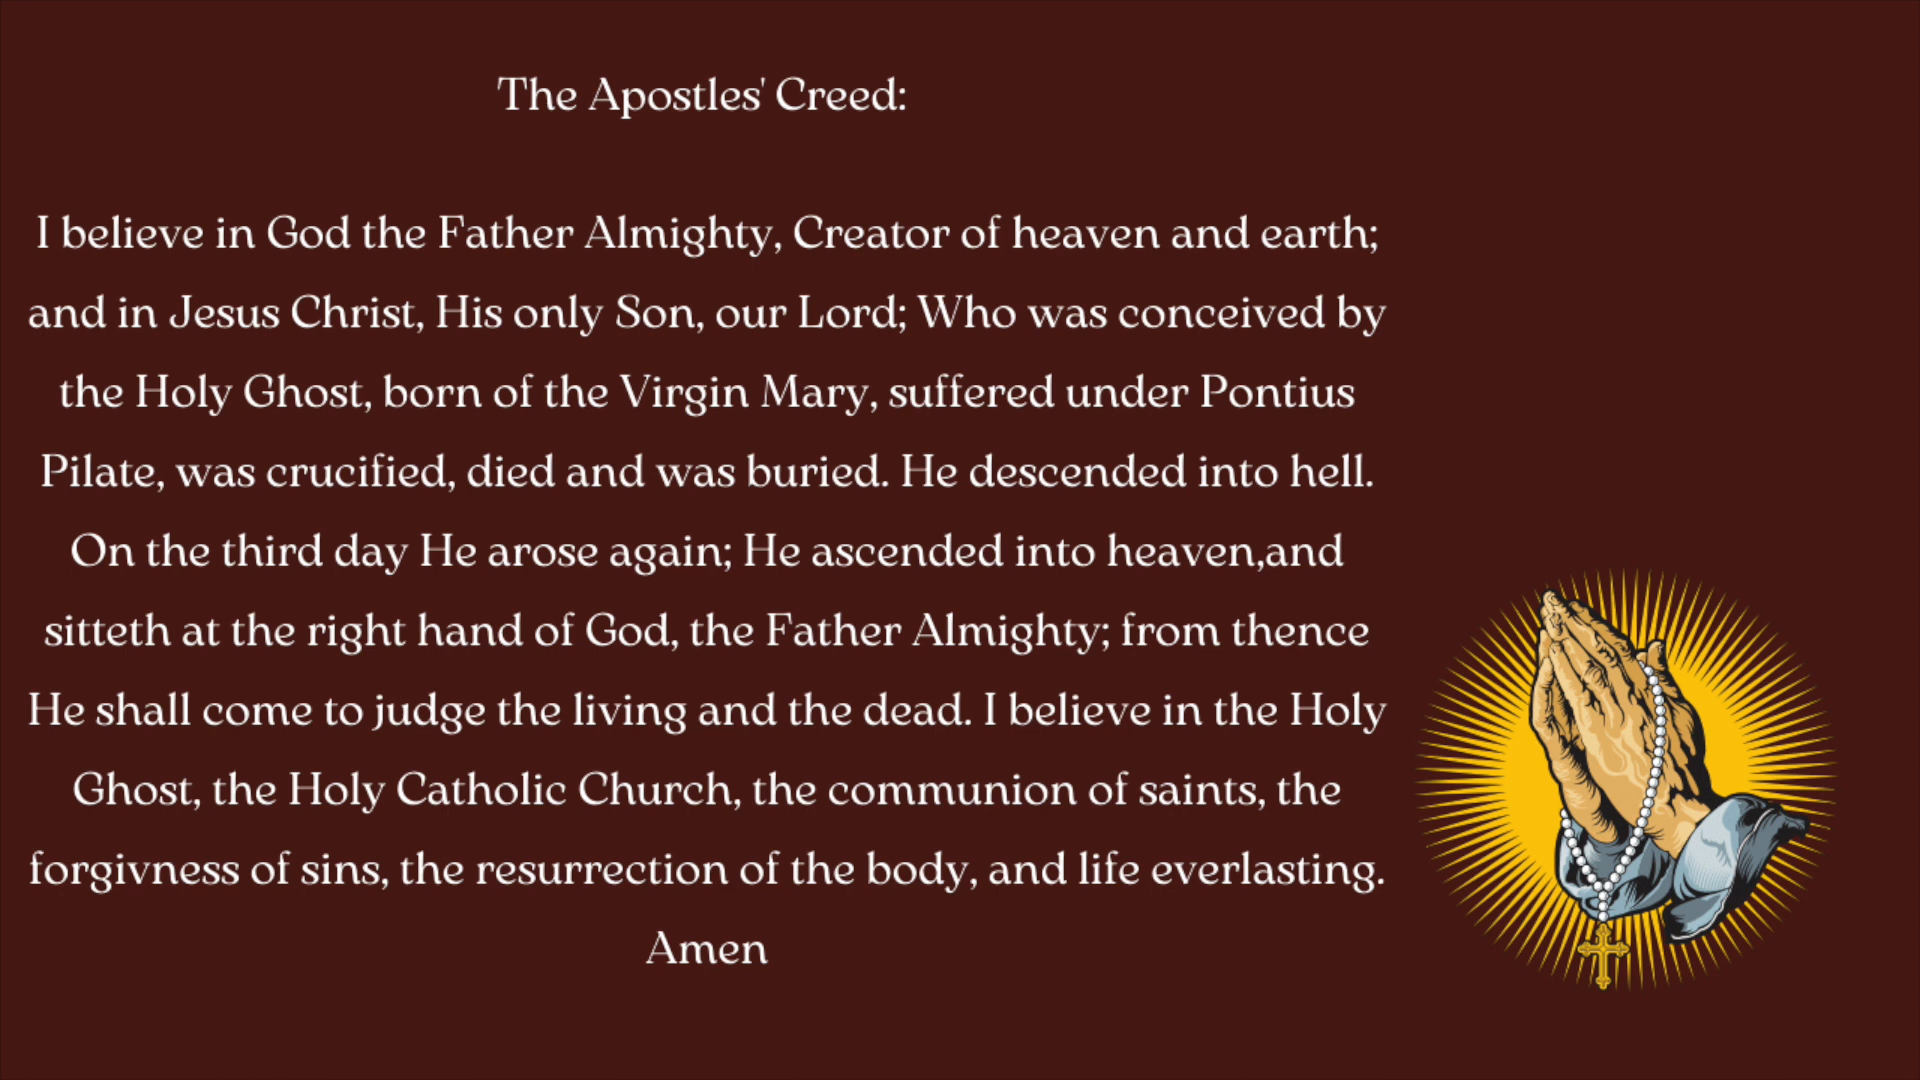 The Apostles' Creed:
I believe in God the Father Almighty, Creator of heaven and earth;
and in Jesus Christ, His only Son, our Lord; Who was conceived by
the Holy Ghost, born of the Virgin Mary, suffered under Pontius
Pilate, was crucified, died and was buried. He descended into hell.
On the third day He arose again; He ascended into heaven,and
sitteth at the right hand of God, the Father Almighty; from thence
He shall come to judge the living and the dead. I believe in the Holy
Ghost, the Holy Catholic Church, the communion of saints, the
forgivness of sins, the resurrection of the body, and life everlasting.
Amen